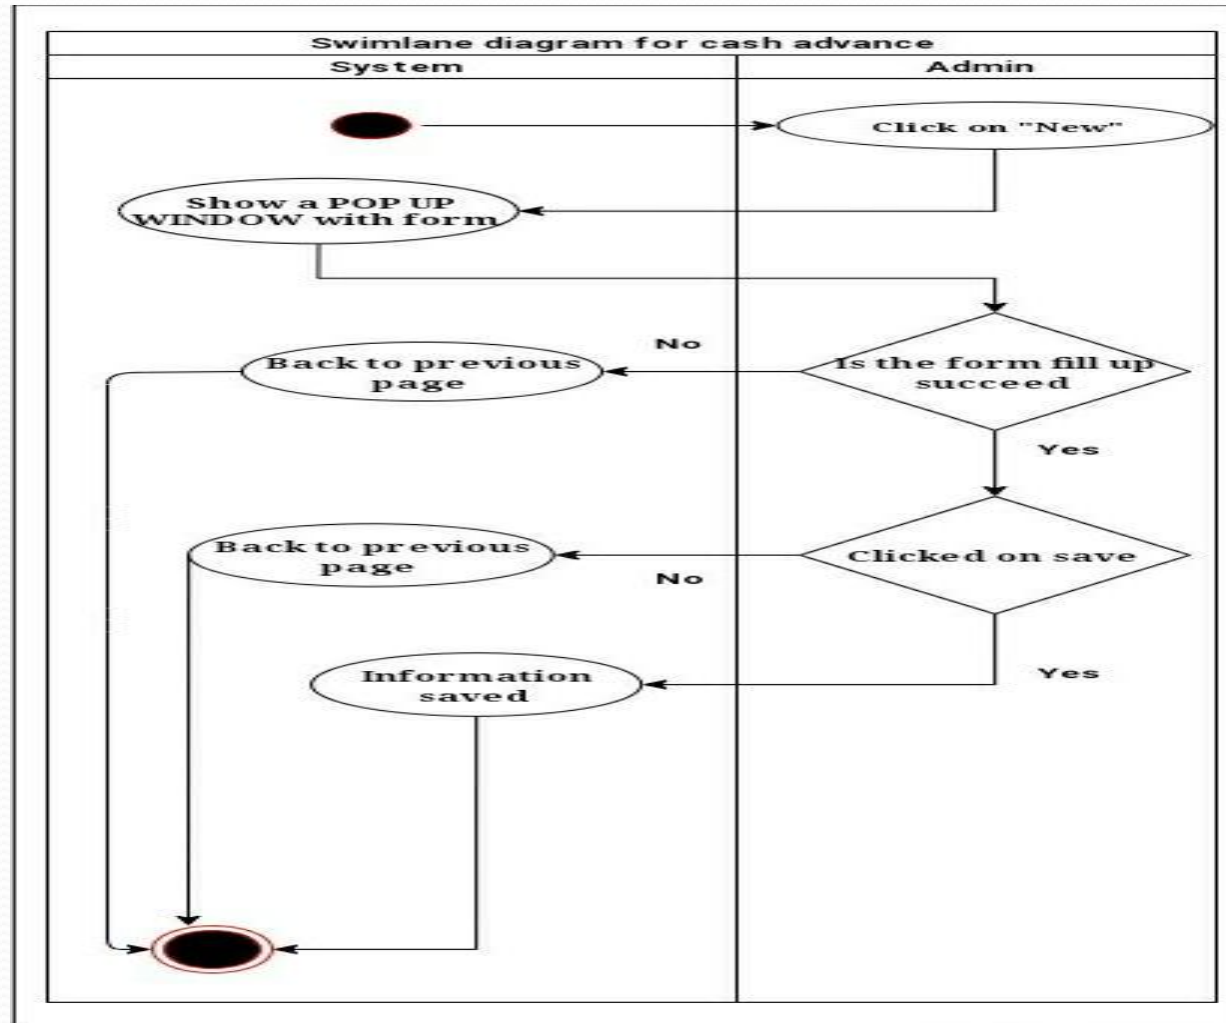 Swimlane diagram for cash advance
System
Admin
Click on "New"
Show a POP UP
WINDOW with form
No
Back to previous
page
Is the form fill up
succeed
Yes
Back to previous
page
Clicked on save
No
Information
saved
Yes